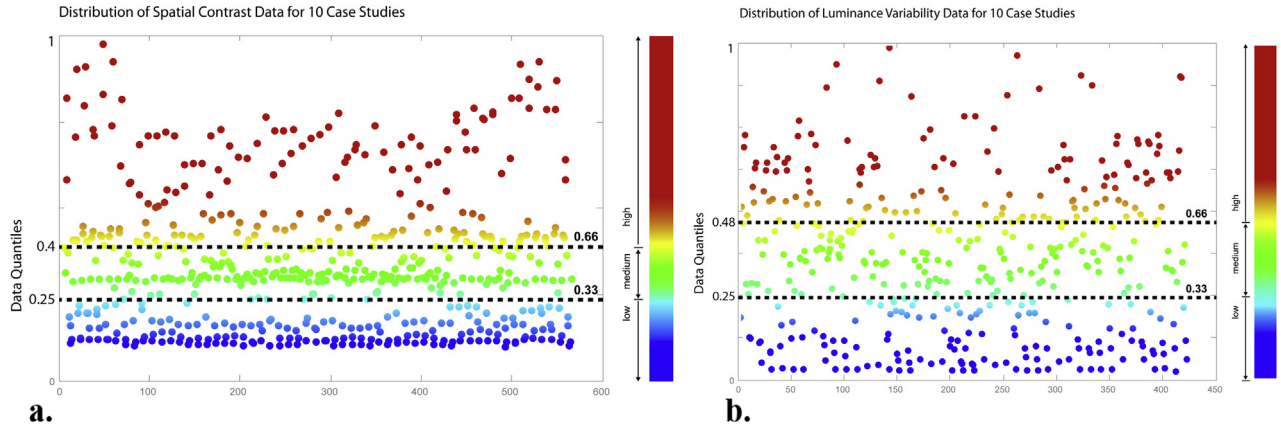 Distribution of Spatial Contrast Data for 10 Case Studies
1
Data Quantiles
0.4
0.25
0
0.66
0.33
0 100 200 300 400 500 600
high
medium
low
a.
Distribution of Luminance Variability Data for 10 Case Studies
1
Data Quantiles
0.48
0.25
0
0.66
0.33
0 50 100 150 200 250 300 350 400 450
high
medium
low
b.